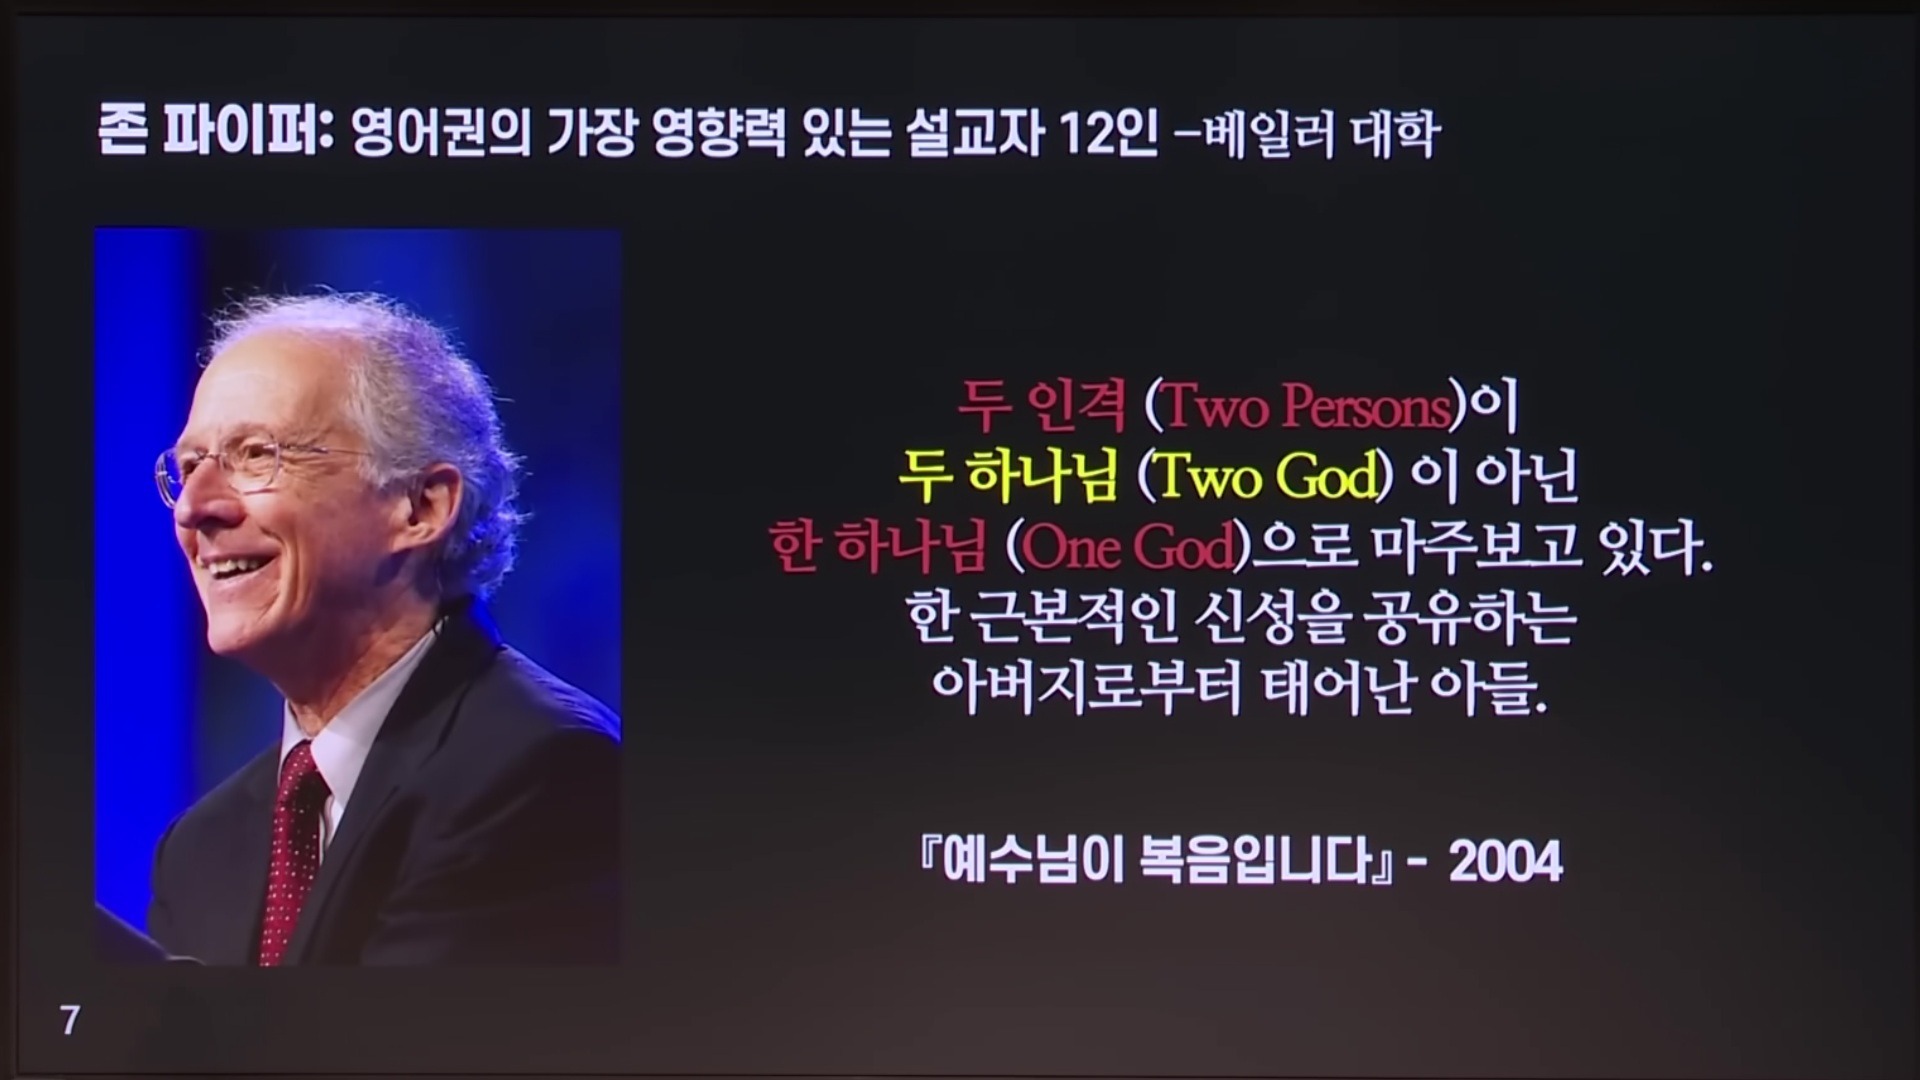 존 파이퍼: 영어권의 가장 영향력 있는 설교자 12인 –베일러 대학
두 인격 (Two Persons)이
두 하나님 (Two God) 이 아닌
한 하나님 (One God)으로 마주보고 있다.
한 근본적인 신성을 공유하는
아버지로부터 태어난 아들.
『예수님이 복음입니다』- 2004
7